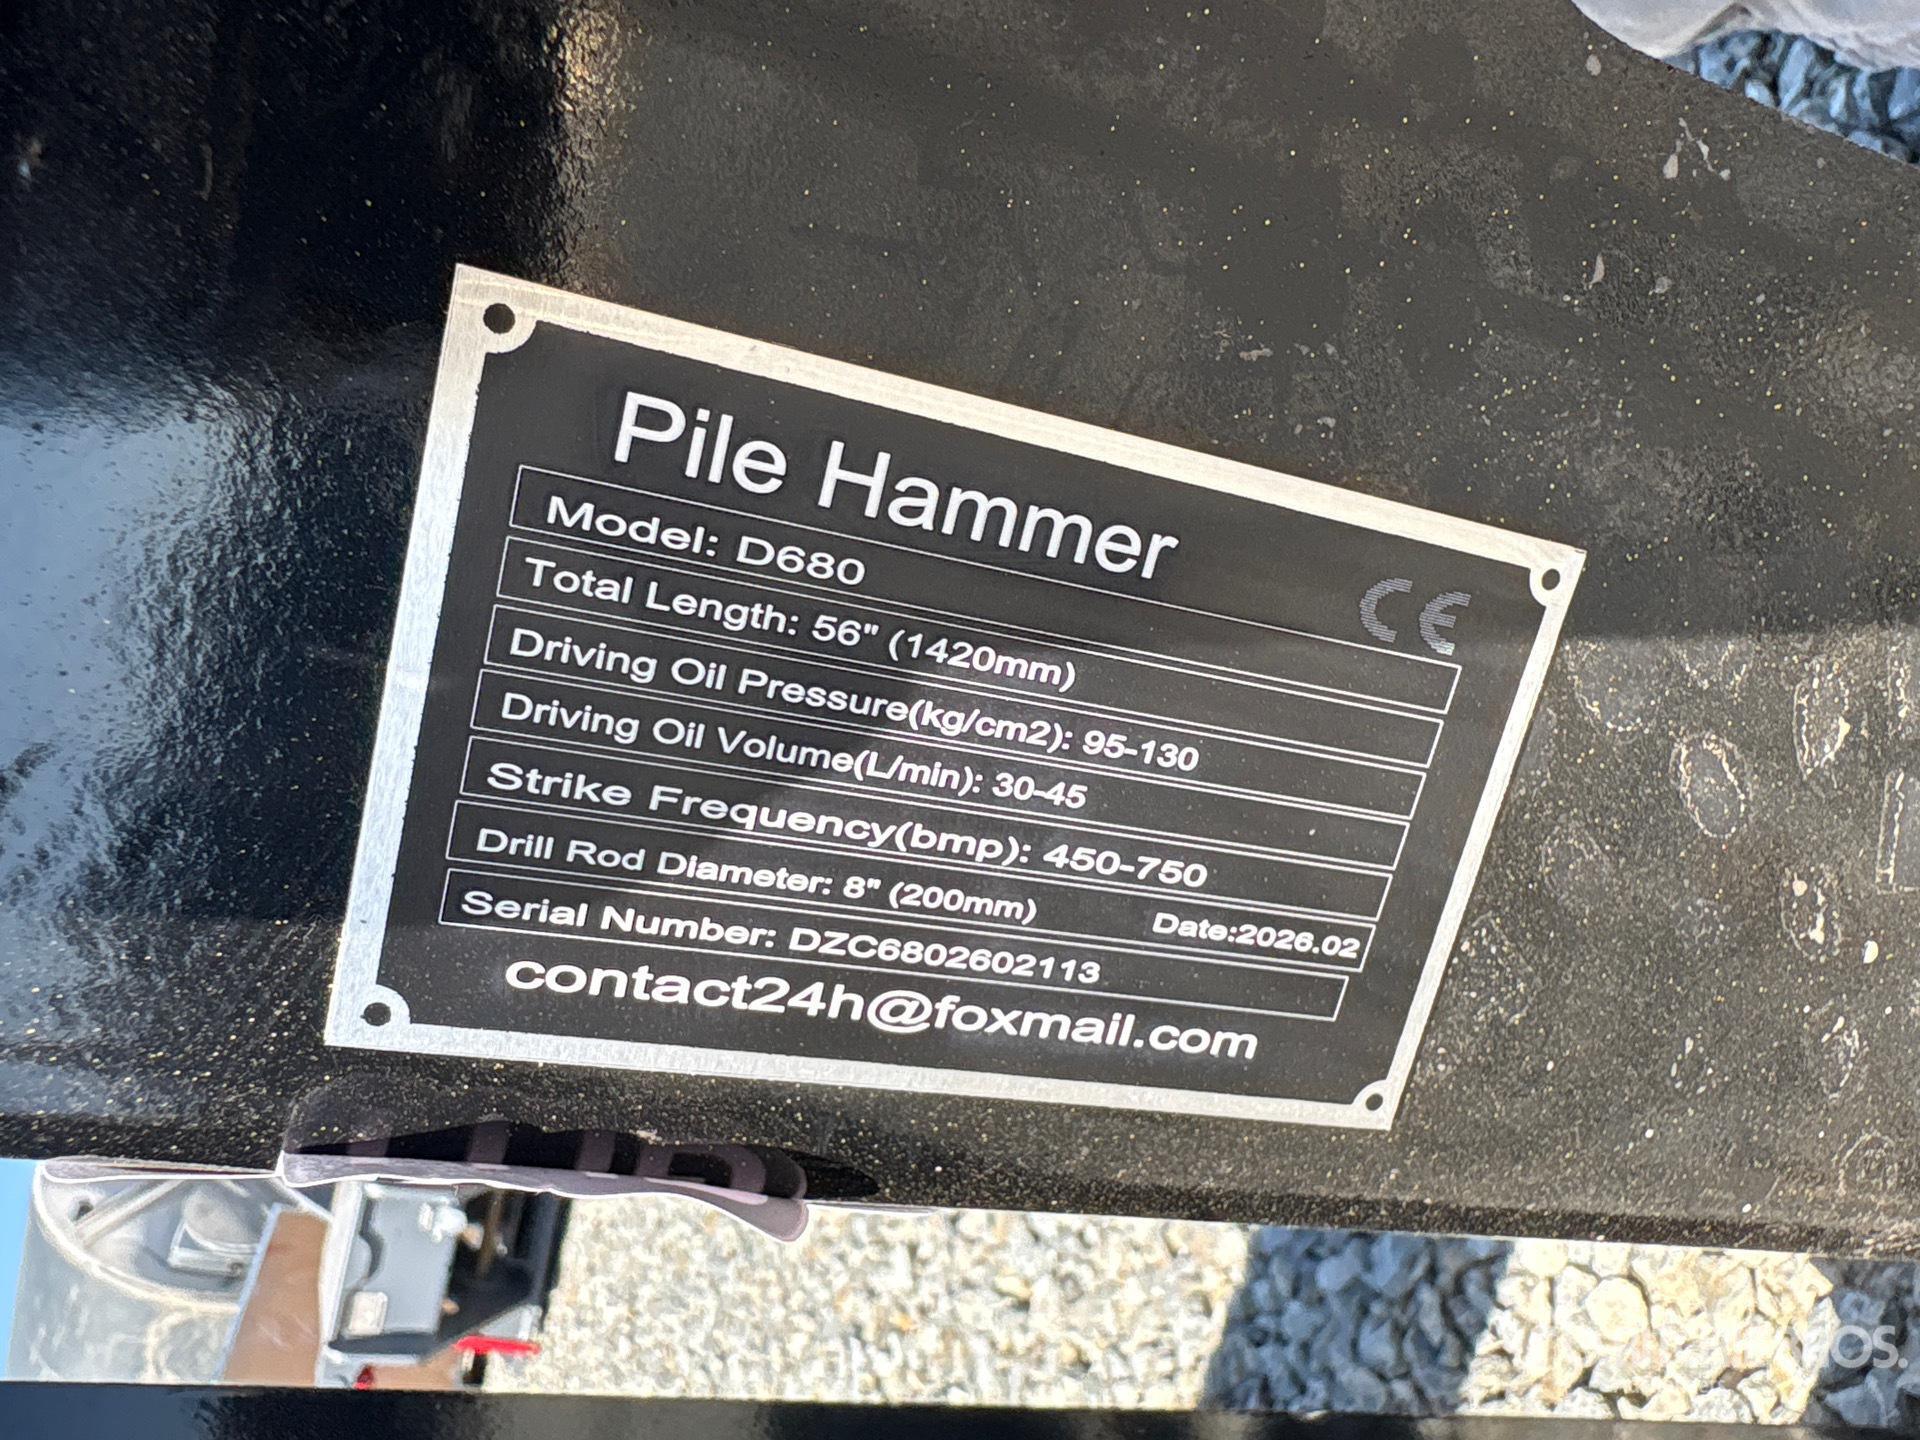 Pile Hammer
CE
Model: D680
Total Length: 56" (1420mm)
Driving Oil Pressure(kg/cm2): 95-130
Driving Oil Volume(L/min): 30-45
Strike Frequency(bmp): 450-750
Drill Rod Diameter: 8" (200mm) Date:2026.02
Serial Number: DZC6802602113
contact24h@foxmail.com